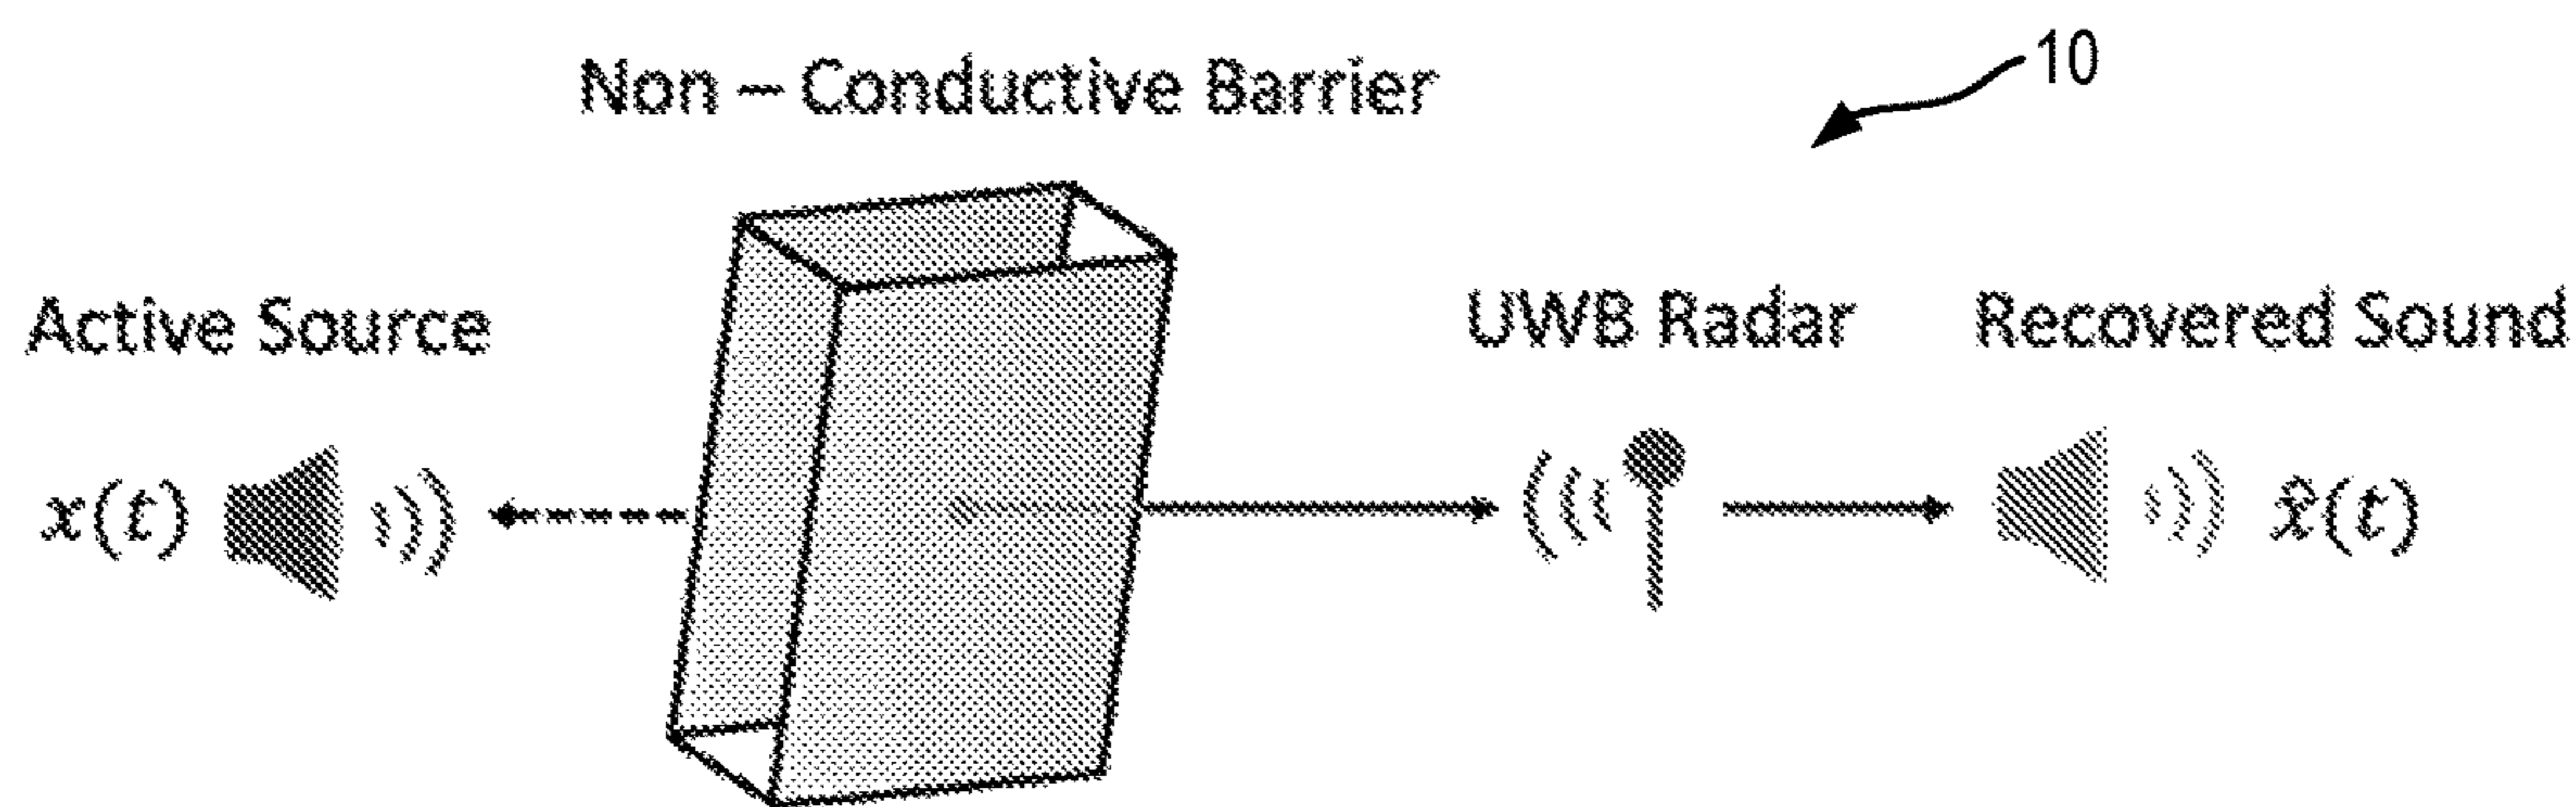 10
Non – Conductive Barrier
Active Source
UWB Radar
Recovered Sound
x(t)
x̂(t)